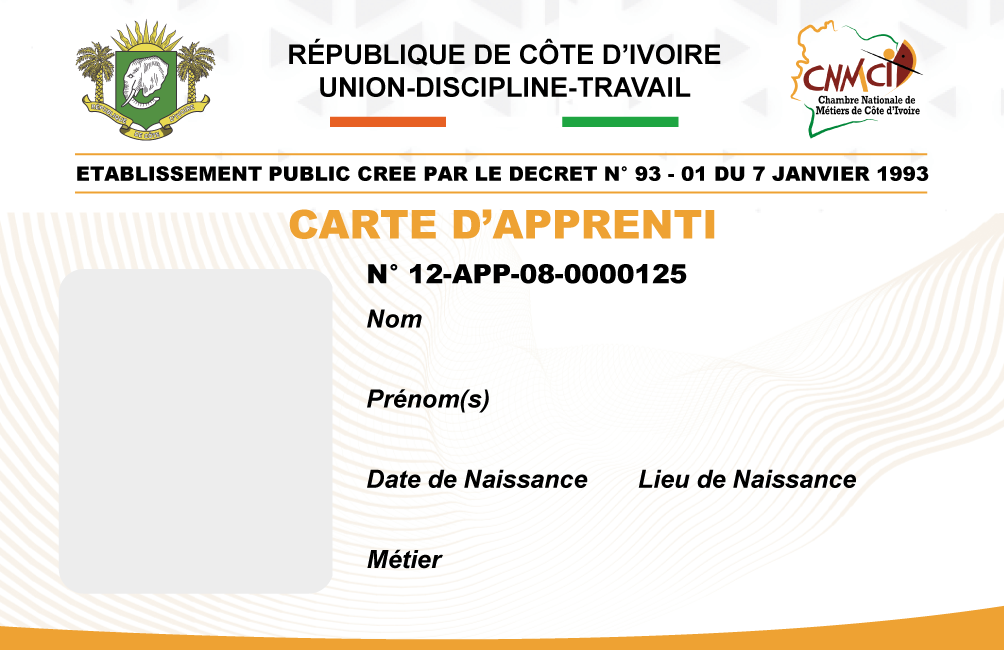 RÉPUBLIQUE DE CÔTE D'IVOIRE
UNION-DISCIPLINE-TRAVAIL
CNMCI
Chambre Nationale de
Métiers de Côte d'Ivoire
ETABLISSEMENT PUBLIC CREE PAR LE DECRET N° 93 - 01 DU 7 JANVIER 1993
CARTE D'APPRENTI
N° 12-APP-08-0000125
Nom
Prénom(s)
Date de Naissance Lieu de Naissance
Métier